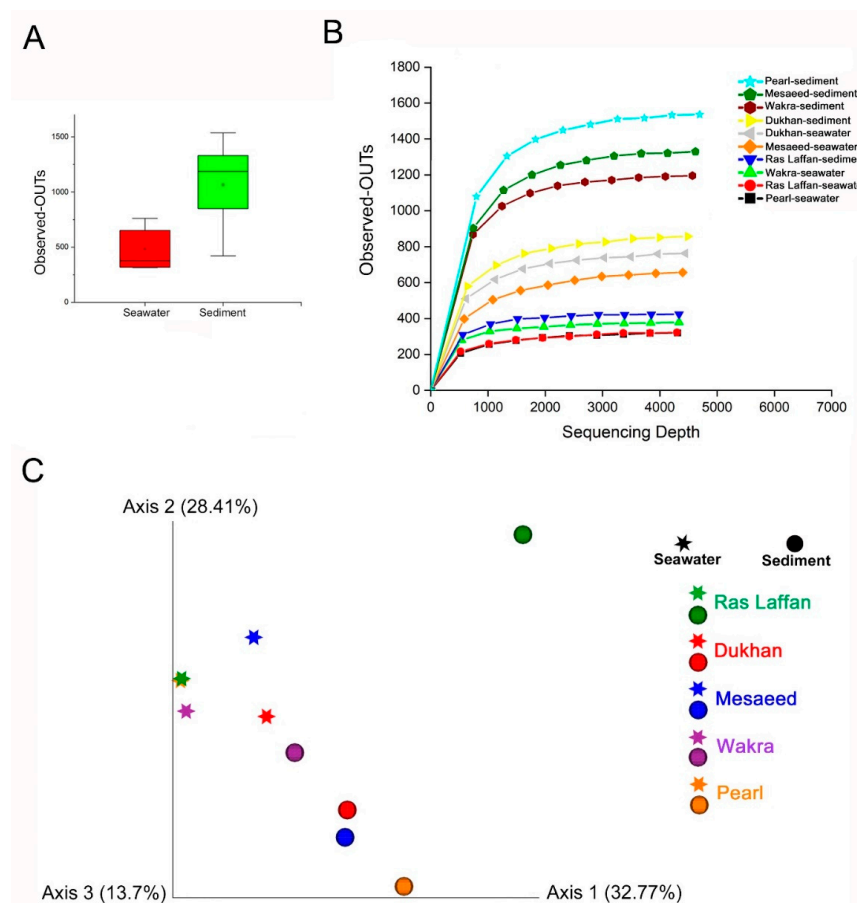 A
Observed-OUTs
1500
1000
500
0
Seawater
Sediment
B
Observed-OUTs
1800
1600
1400
1200
1000
800
600
400
200
0
0 1000 2000 3000 4000 5000 6000 7000
Sequencing Depth
Pearl-sediment
Mesaeed-sediment
Wakra-sediment
Dukhan-sediment
Dukhan-seawater
Mesaeed-seawater
Ras Laffan-sedime
Wakra-seawater
Ras Laffan-seawate
Pearl-seawater
C
Axis 2 (28.41%)
Axis 3 (13.7%)
Axis 1 (32.77%)
Seawater
Sediment
Ras Laffan
Dukhan
Mesaeed
Wakra
Pearl